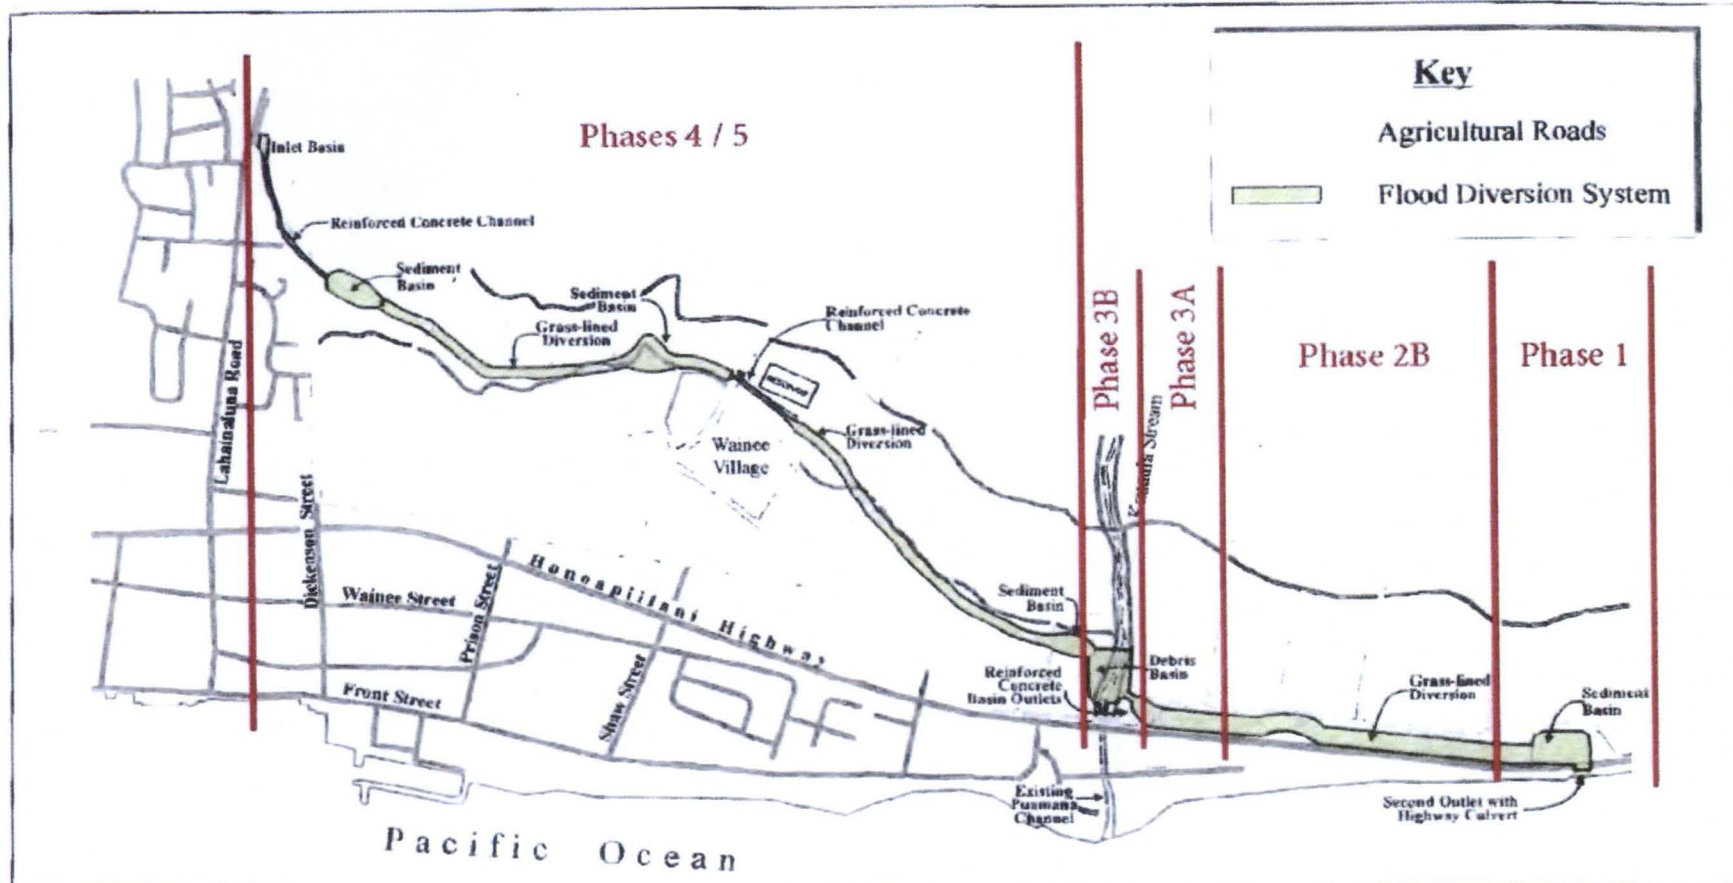 Key
Agricultural Roads
Flood Diversion System
Phases 4 / 5
Phase 3B
Phase 3A
Phase 2B
Phase 1
Inlet Basin
Reinforced Concrete Channel
Sediment
Basin
Sediment
Basin
Grass-lined
Diversion
Reinforced Concrete
Channel
RESERVOIR
Grass-lined
Diversion
Wainee
Village
Stream
Lahainaluna Road
Dickenson Street
Wainee Street
Prison Street
Honoapiilani Highway
Front Street
Shaw Street
Sediment
Basin
Reinforced
Concrete
Basin Outlets
Debris
Basin
Grass-lined
Diversion
Sediment
Basin
Existing
Puamana
Channel
Second Outlet with
Highway Culvert
Pacific Ocean